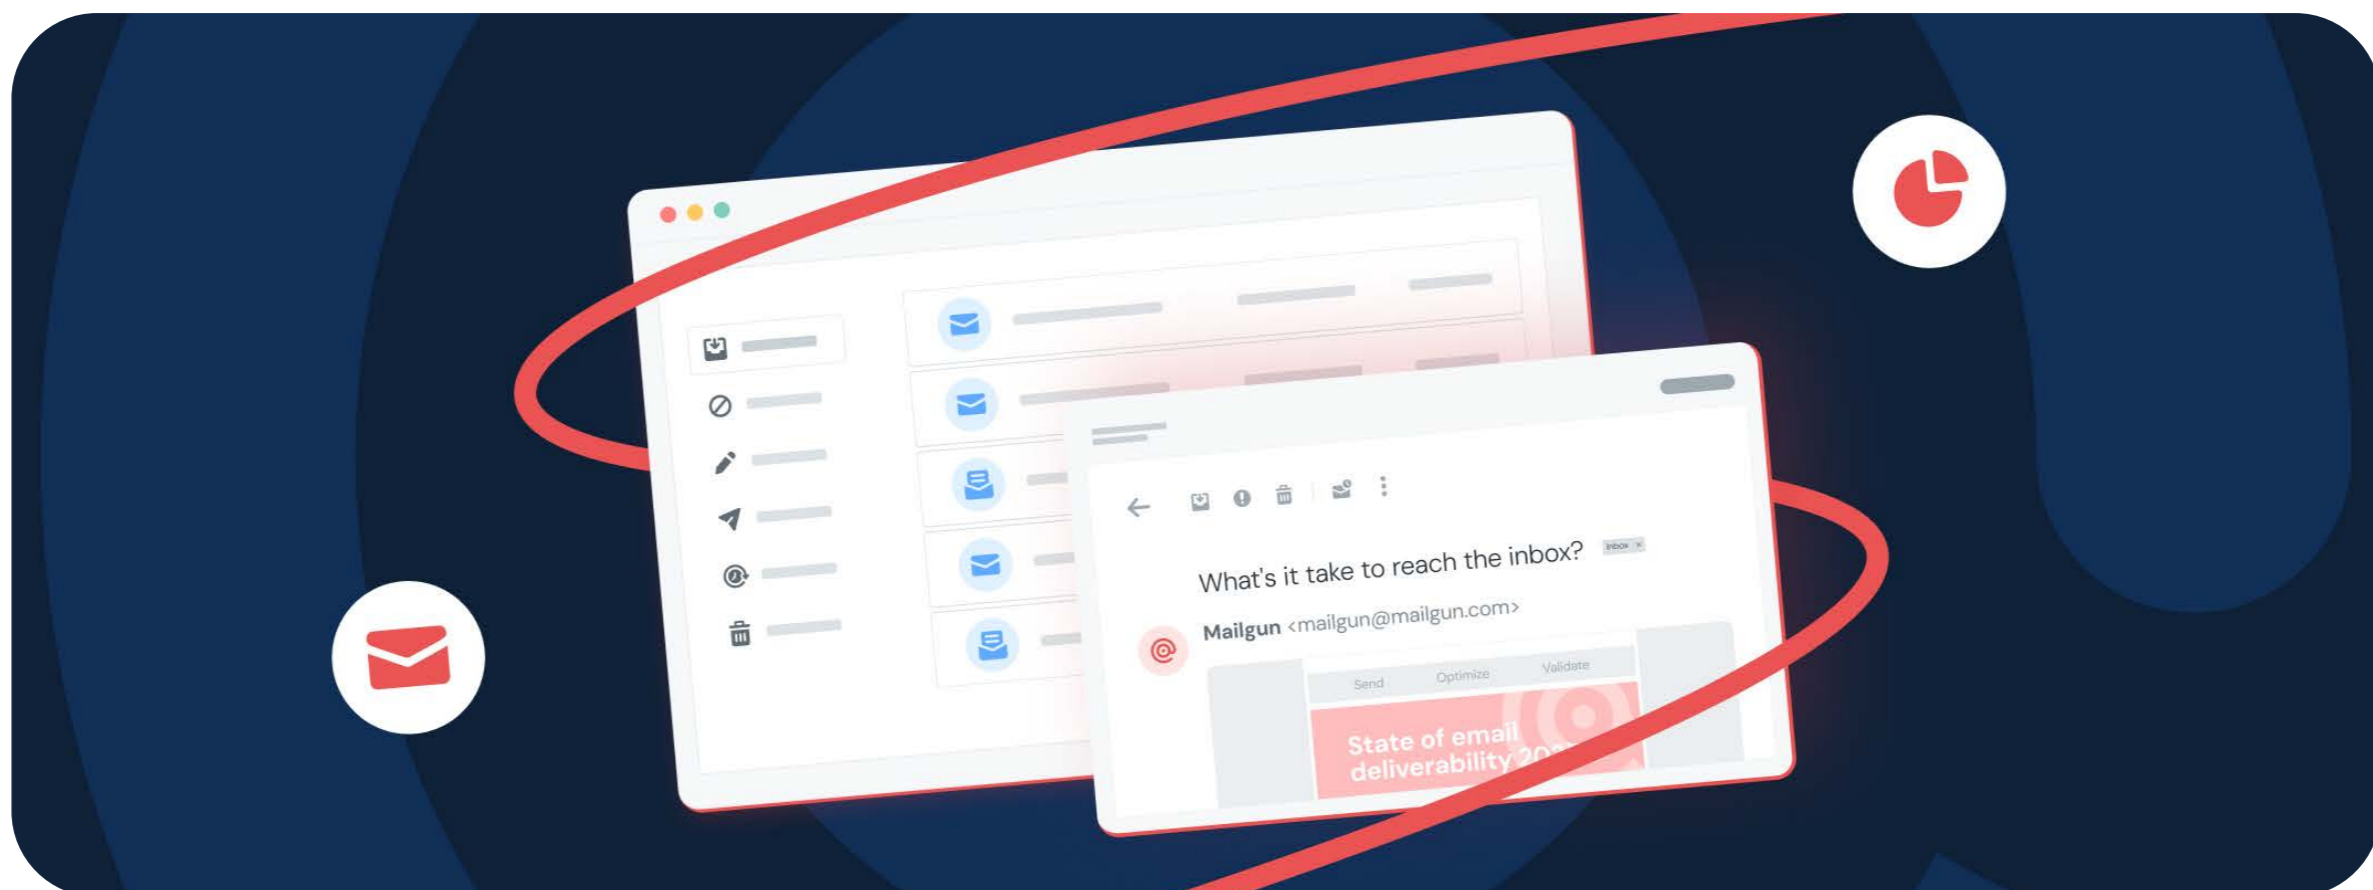 What's it take to reach the inbox?
Inbox ×
Mailgun <mailgun@mailgun.com>
Send Optimize Validate
State of email
deliverability